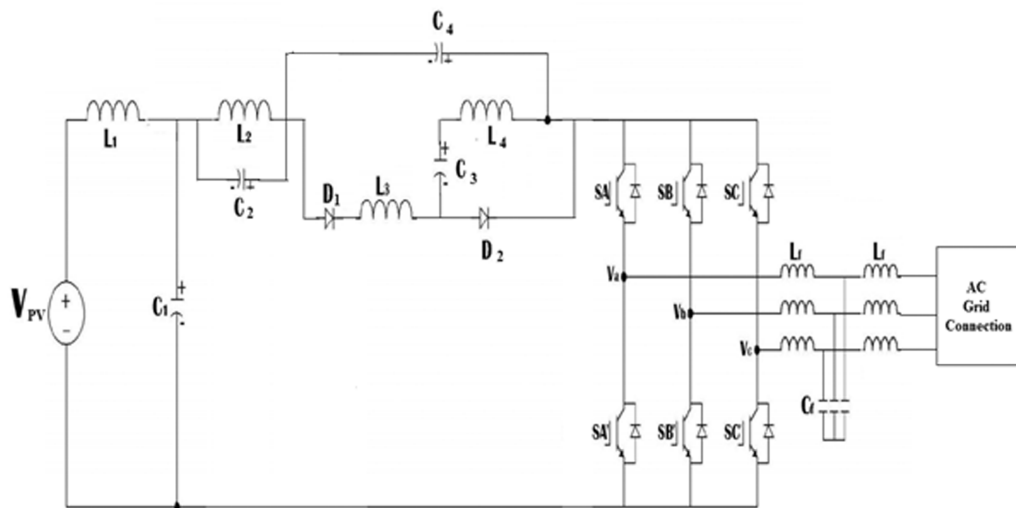 C4
L1
L2
L4
C3
C2
D1
L3
D2
SA
SB
SC
VPV
+
−
C1
Va
Lf
Lf
AC
Grid
Connection
Vb
Vc
Cf
SA'
SB'
SC'